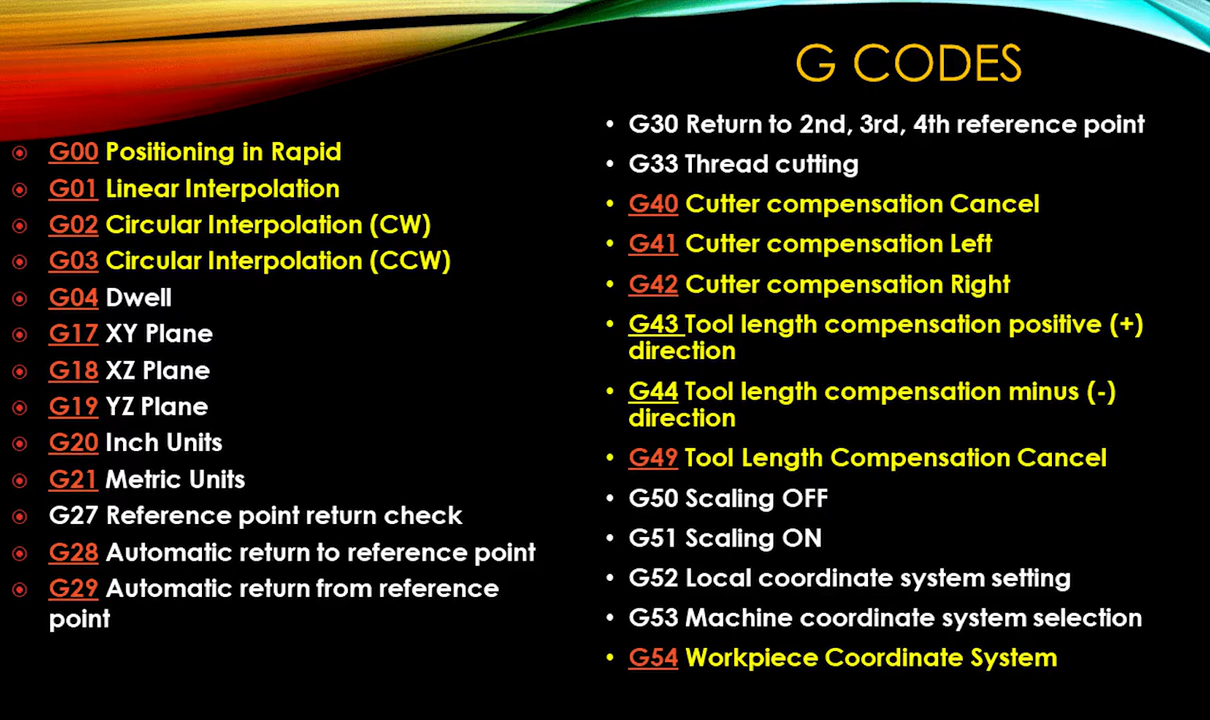 G CODES
G00 Positioning in Rapid
G01 Linear Interpolation
G02 Circular Interpolation (CW)
G03 Circular Interpolation (CCW)
G04 Dwell
G17 XY Plane
G18 XZ Plane
G19 YZ Plane
G20 Inch Units
G21 Metric Units
G27 Reference point return check
G28 Automatic return to reference point
G29 Automatic return from reference
point
G30 Return to 2nd, 3rd, 4th reference point
G33 Thread cutting
G40 Cutter compensation Cancel
G41 Cutter compensation Left
G42 Cutter compensation Right
G43 Tool length compensation positive (+)
direction
G44 Tool length compensation minus (-)
direction
G49 Tool Length Compensation Cancel
G50 Scaling OFF
G51 Scaling ON
G52 Local coordinate system setting
G53 Machine coordinate system selection
G54 Workpiece Coordinate System